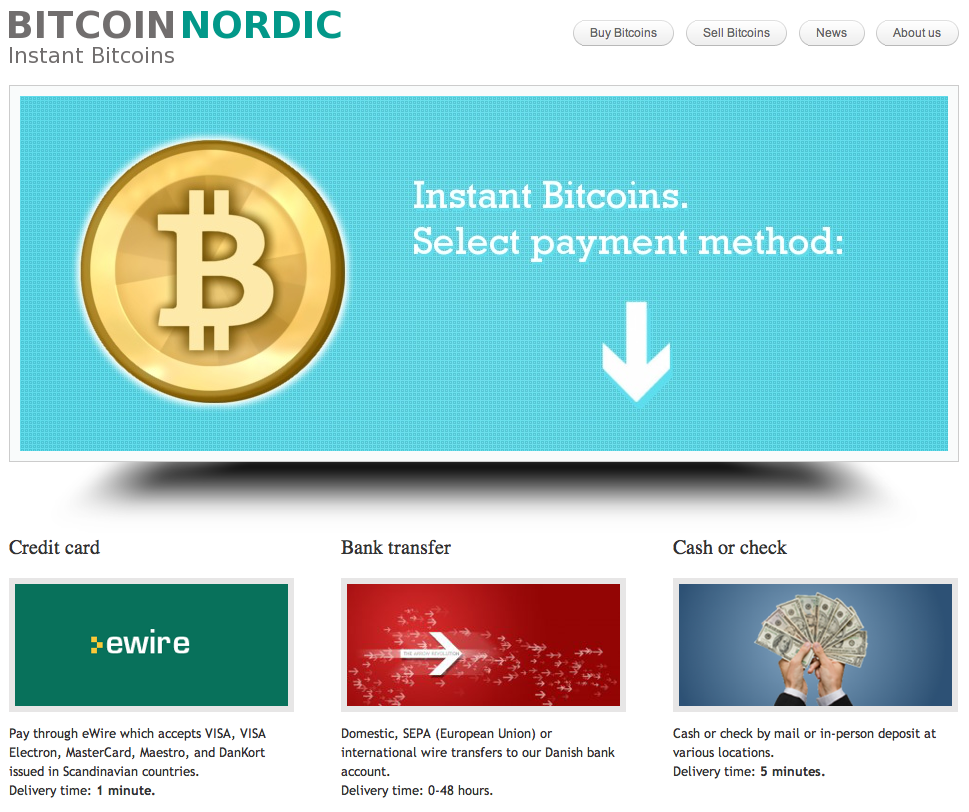 BITCOIN NORDIC
Instant Bitcoins
Buy Bitcoins
Sell Bitcoins
News
About us
Instant Bitcoins.
Select payment method:
Credit card
ewire
Pay through eWire which accepts VISA, VISA
Electron, MasterCard, Maestro, and DanKort
issued in Scandinavian countries.
Delivery time: 1 minute.
Bank transfer
THE ARROW REVOLUTION
Domestic, SEPA (European Union) or
international wire transfers to our Danish bank
account.
Delivery time: 0-48 hours.
Cash or check
Cash or check by mail or in-person deposit at
various locations.
Delivery time: 5 minutes.